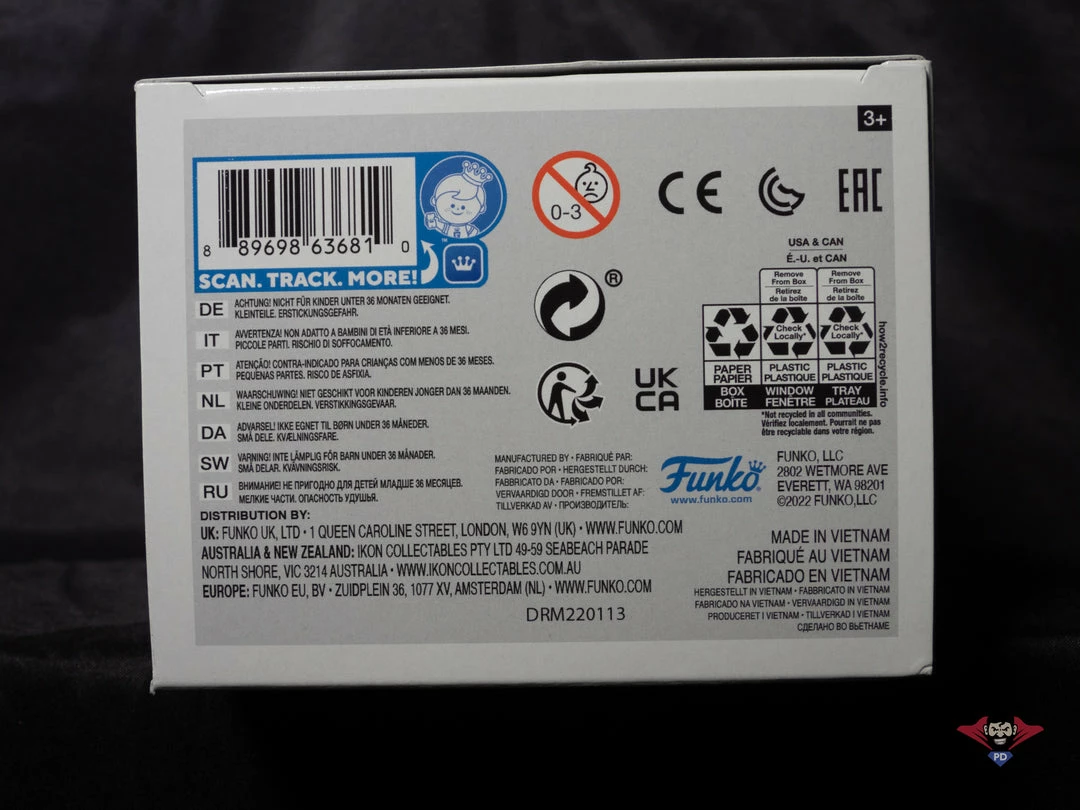 3+
8 89698 63681 0
SCAN. TRACK. MORE!
™
0-3
CE
EAC
®
UK
CA
USA & CAN
É.-U. et CAN
Remove From Box
Retirez de la boîte
Remove From Box
Retirez de la boîte
Check Locally*
Check Locally*
PAPER
PAPIER
BOX
BOÎTE
PLASTIC
PLASTIQUE
WINDOW
FENÊTRE
PLASTIC
PLASTIQUE
TRAY
PLATEAU
how2recycle.info
*Not recycled in all communities.
Vérifiez localement. Pourrait ne pas
être recyclable dans votre région.
DE ACHTUNG! NICHT FÜR KINDER UNTER 36 MONATEN GEEIGNET.
KLEINTEILE. ERSTICKUNGSGEFAHR.
IT AVVERTENZA! NON ADATTO A BAMBINI DI ETÀ INFERIORE A 36 MESI.
PICCOLE PARTI. RISCHIO DI SOFFOCAMENTO.
PT ATENÇÃO! CONTRA-INDICADO PARA CRIANÇAS COM MENOS DE 36 MESES.
PEQUENAS PARTES. RISCO DE ASFIXIA.
NL WAARSCHUWING! NIET GESCHIKT VOOR KINDEREN JONGER DAN 36 MAANDEN.
KLEINE ONDERDELEN. VERSTIKKINGSGEVAAR.
DA ADVARSEL! IKKE EGNET TIL BØRN UNDER 36 MÅNEDER.
SMÅ DELE. KVÆLNINGSFARE.
SW VARNING! INTE LÄMPLIG FÖR BARN UNDER 36 MÅNADER.
SMÅ DELAR. KVÄVNINGSRISK.
RU ВНИМАНИЕ! НЕ ПРИГОДНО ДЛЯ ДЕТЕЙ МЛАДШЕ 36 МЕСЯЦЕВ.
МЕЛКИЕ ЧАСТИ. ОПАСНОСТЬ УДУШЬЯ.
MANUFACTURED BY • FABRIQUÉ PAR:
FABRICADO POR • HERGESTELLT DURCH:
FABBRICATO DA • FABRICADO POR:
VERVAARDIGD DOOR • FREMSTILLET AF:
TILLVERKAD AV • ПРОИЗВОДИТЕЛЬ:
Funko®
www.funko.com
FUNKO, LLC
2802 WETMORE AVE
EVERETT, WA 98201
©2022 FUNKO,LLC
DISTRIBUTION BY:
UK: FUNKO UK, LTD • 1 QUEEN CAROLINE STREET, LONDON, W6 9YN (UK) • WWW.FUNKO.COM
AUSTRALIA & NEW ZEALAND: IKON COLLECTABLES PTY LTD 49-59 SEABEACH PARADE
NORTH SHORE, VIC 3214 AUSTRALIA • WWW.IKONCOLLECTABLES.COM.AU
EUROPE: FUNKO EU, BV • ZUIDPLEIN 36, 1077 XV, AMSTERDAM (NL) • WWW.FUNKO.COM
DRM220113
MADE IN VIETNAM
FABRIQUÉ AU VIETNAM
FABRICADO EN VIETNAM
HERGESTELLT IN VIETNAM • FABBRICATO IN VIETNAM
FABRICADO NA VIETNAM • VERVAARDIGD IN VIETNAM
PRODUCERET I VIETNAM • TILLVERKAD I VIETNAM
СДЕЛАНО ВО ВЬЕТНАМЕ
PD